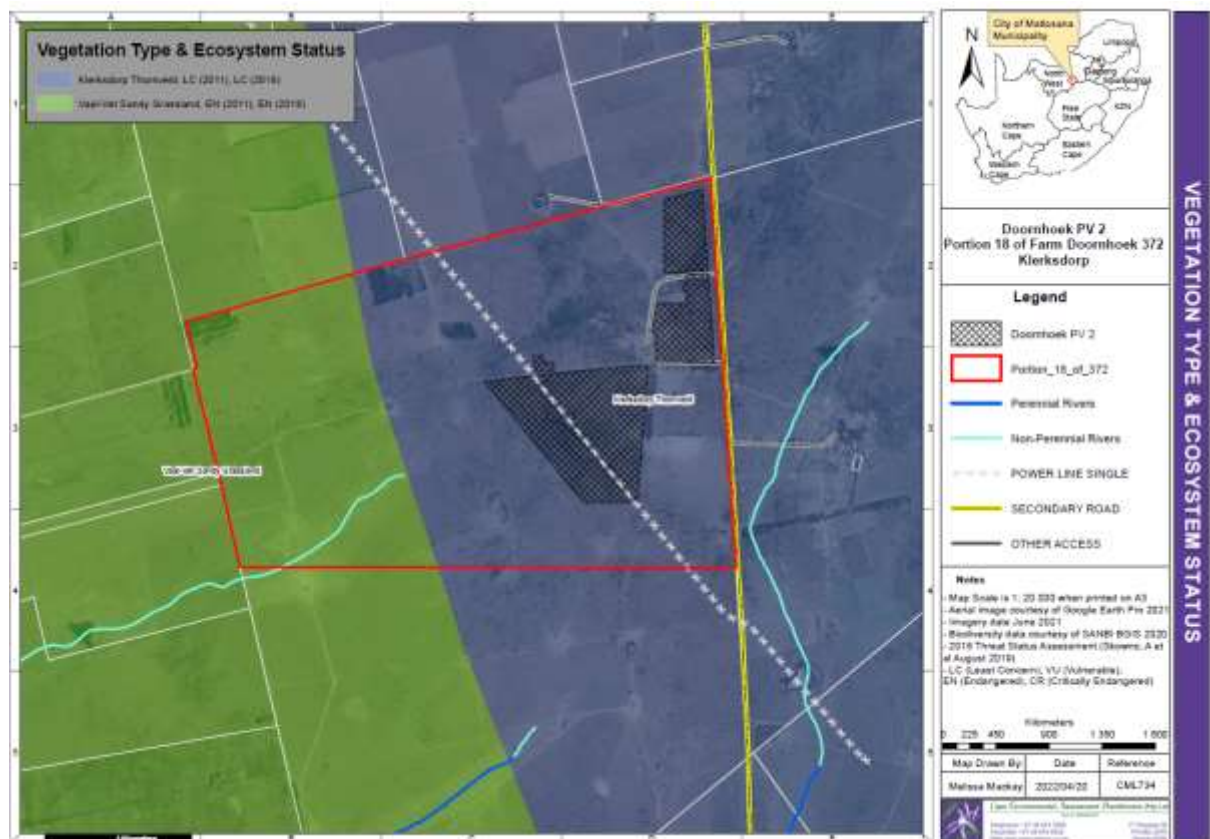 A
B
C
D
E
Vegetation Type & Ecosystem Status
Klerksdorp Thornveld, LC (2011), LC (2018)
Vaal-Vet Sandy Grassland, EN (2011), EN (2018)
1
2
3
4
5
Klerksdorp Thornveld
N
City of Matlosana
Municipality
Limpopo
North
West
Free
State
KZN
Northern
Cape
Eastern
Cape
Western
Cape
Doornhoek PV 2
Portion 18 of Farm Doornhoek 372
Klerksdorp
Legend
Doornhoek PV 2
Portion_18_of_372
Perennial Rivers
Non-Perennial Rivers
POWER LINE SINGLE
SECONDARY ROAD
OTHER ACCESS
Notes
- Map Scale is 1: 20 000 when printed on A3
- Aerial image courtesy of Google Earth Pro 2021
- Imagery date June 2021
- Biodiversity data courtesy of SANBI BGIS 2020
- 2018 Threat Status Assessment (Skowno, A et
al August 2019)
- LC (Least Concern), VU (Vulnerable),
EN (Endangered), CR (Critically Endangered)
Kilometers
0 225 450 900 1 350 1 800
Map Drawn By Date Reference
Melissa Mackay 2022/04/20 CML734
VEGETATION TYPE & ECOSYSTEM STATUS